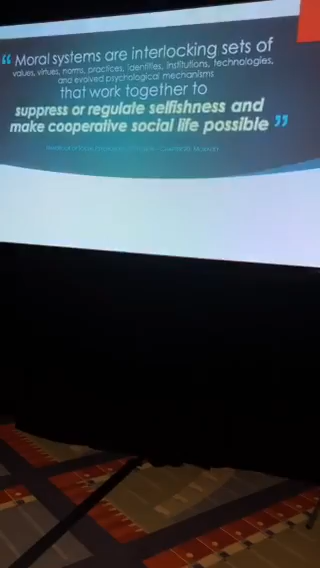 “ Moral systems are interlocking sets of
values, virtues, norms, practices, identities, institutions, technologies,
and evolved psychological mechanisms
that work together to
suppress or regulate selfishness and
make cooperative social life possible ”